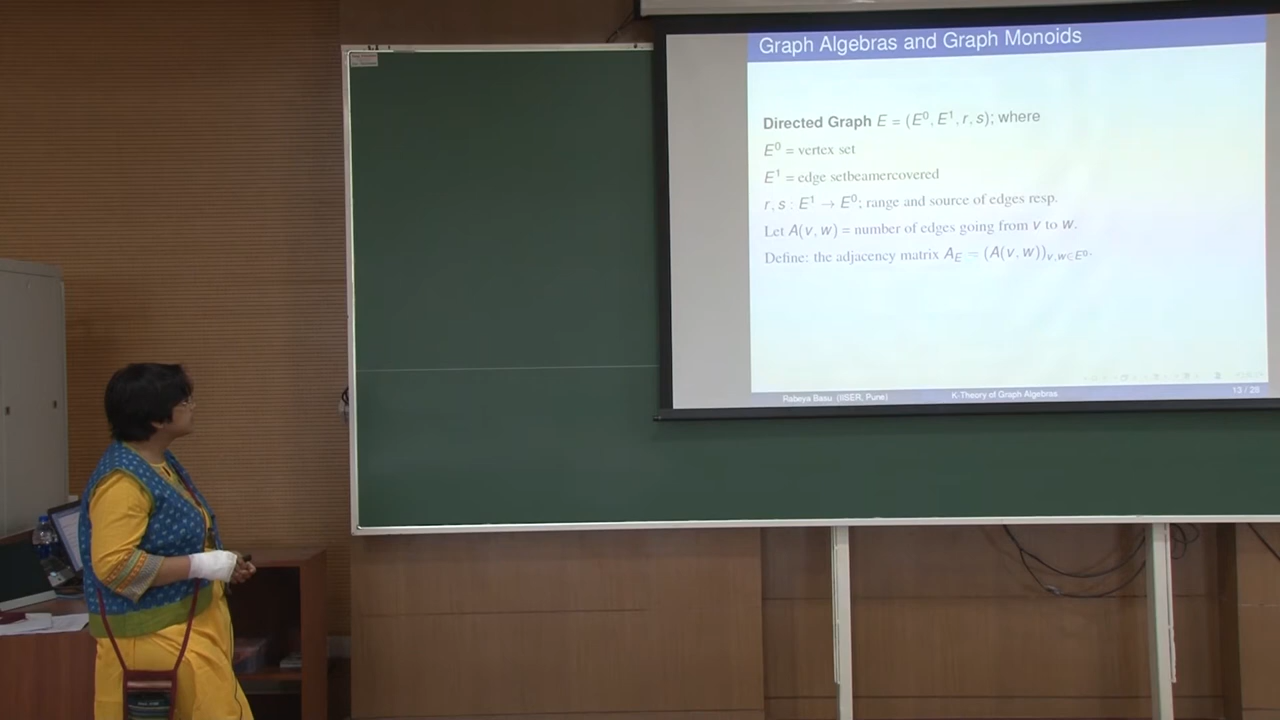 Graph Algebras and Graph Monoids
Directed Graph E = (E⁰, E¹, r, s); where
E⁰ = vertex set
E¹ = edge setbeamercovered
r, s : E¹ → E⁰; range and source of edges resp.
Let A(v, w) = number of edges going from v to w.
Define: the adjacency matrix A_E = (A(v, w))_{v,w∈E⁰}.
Rabeya Basu (IISER, Pune) K-Theory of Graph Algebras 13 / 28